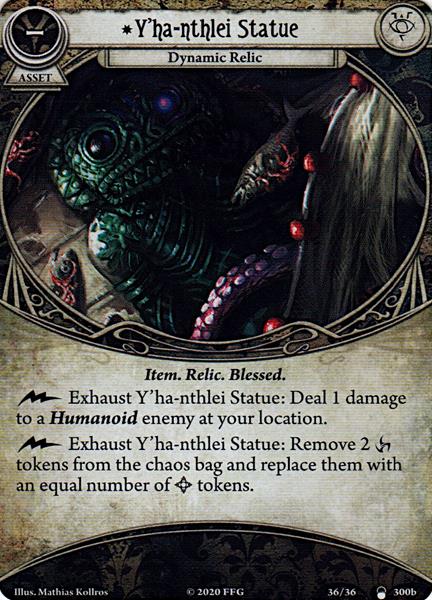 *Y'ha-nthlei Statue
Dynamic Relic
ASSET
Item. Relic. Blessed.
Exhaust Y'ha-nthlei Statue: Deal 1 damage
to a Humanoid enemy at your location.
Exhaust Y'ha-nthlei Statue: Remove 2
tokens from the chaos bag and replace them with
an equal number of tokens.
Illus. Mathias Kollros © 2020 FFG 36/36 300b